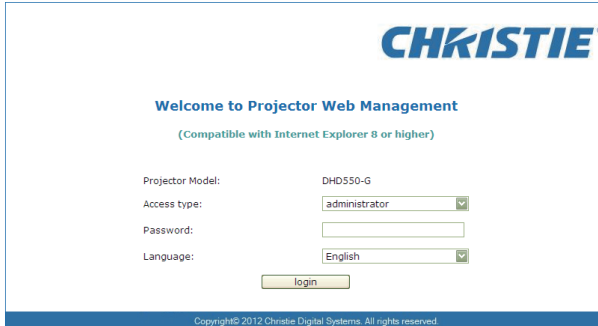 CHRISTIE
Welcome to Projector Web Management
(Compatible with Internet Explorer 8 or higher)
Projector Model: DHD550-G
Access type: administrator
Password:
Language: English
login
Copyright© 2012 Christie Digital Systems. All rights reserved.